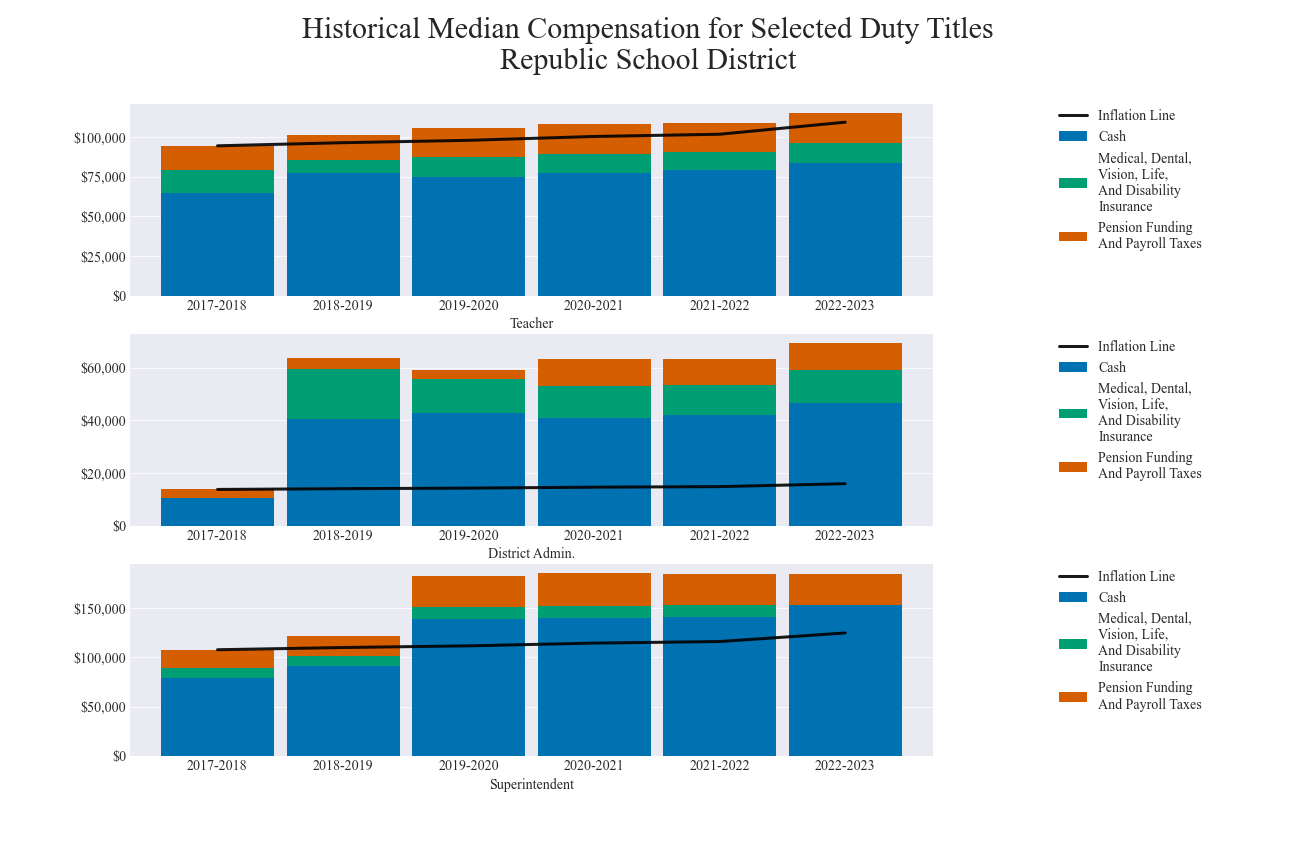 Historical Median Compensation for Selected Duty Titles
Republic School District
$100,000
$75,000
$50,000
$25,000
$0
2017-2018 2018-2019 2019-2020 2020-2021 2021-2022 2022-2023
Teacher
Inflation Line
Cash
Medical, Dental,
Vision, Life,
And Disability
Insurance
Pension Funding
And Payroll Taxes
$60,000
$40,000
$20,000
$0
2017-2018 2018-2019 2019-2020 2020-2021 2021-2022 2022-2023
District Admin.
Inflation Line
Cash
Medical, Dental,
Vision, Life,
And Disability
Insurance
Pension Funding
And Payroll Taxes
$150,000
$100,000
$50,000
$0
2017-2018 2018-2019 2019-2020 2020-2021 2021-2022 2022-2023
Superintendent
Inflation Line
Cash
Medical, Dental,
Vision, Life,
And Disability
Insurance
Pension Funding
And Payroll Taxes